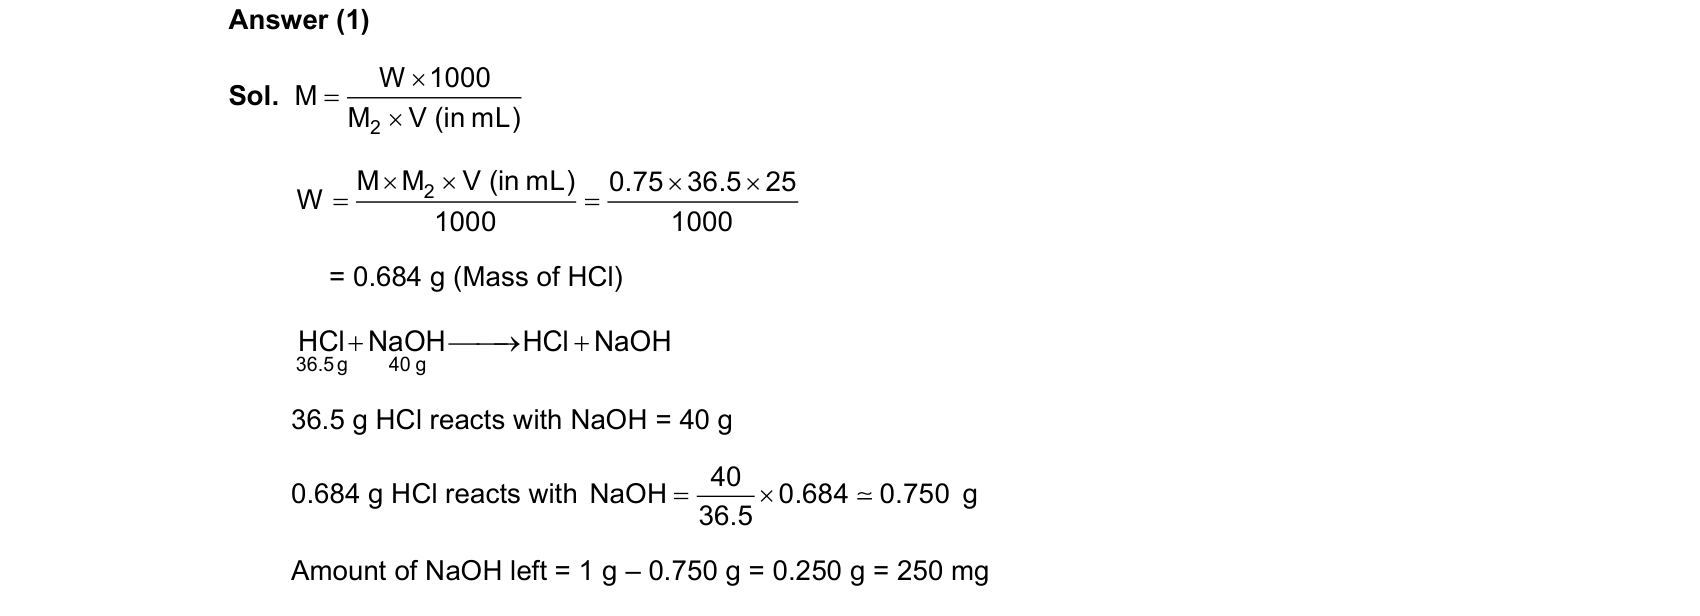 Answer (1)
Sol. M = W × 1000 / M₂ × V (in mL)
W = M × M₂ × V (in mL) / 1000 = 0.75 × 36.5 × 25 / 1000
= 0.684 g (Mass of HCl)
HCl + NaOH ⟶ HCl + NaOH
36.5 g 40 g
36.5 g HCl reacts with NaOH = 40 g
0.684 g HCl reacts with NaOH = 40 / 36.5 × 0.684 ≃ 0.750 g
Amount of NaOH left = 1 g – 0.750 g = 0.250 g = 250 mg